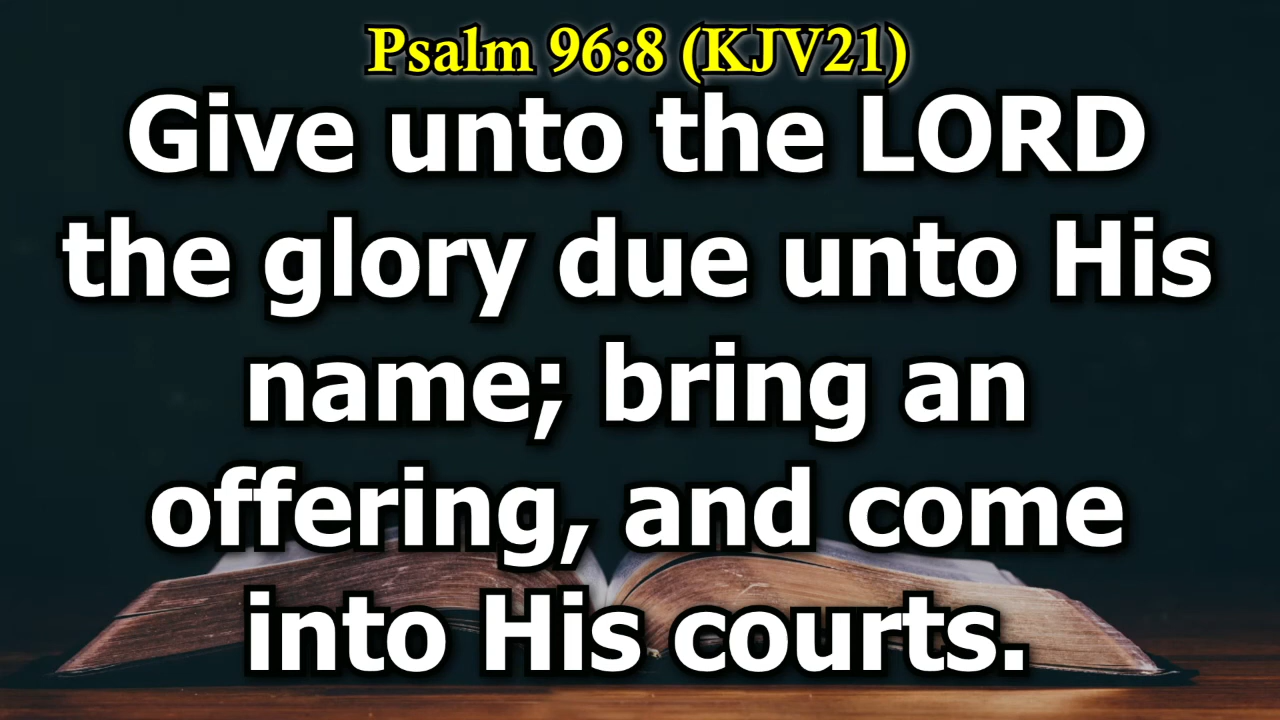 Psalm 96:8 (KJV21)
Give unto the LORD
the glory due unto His
name; bring an
offering, and come
into His courts.